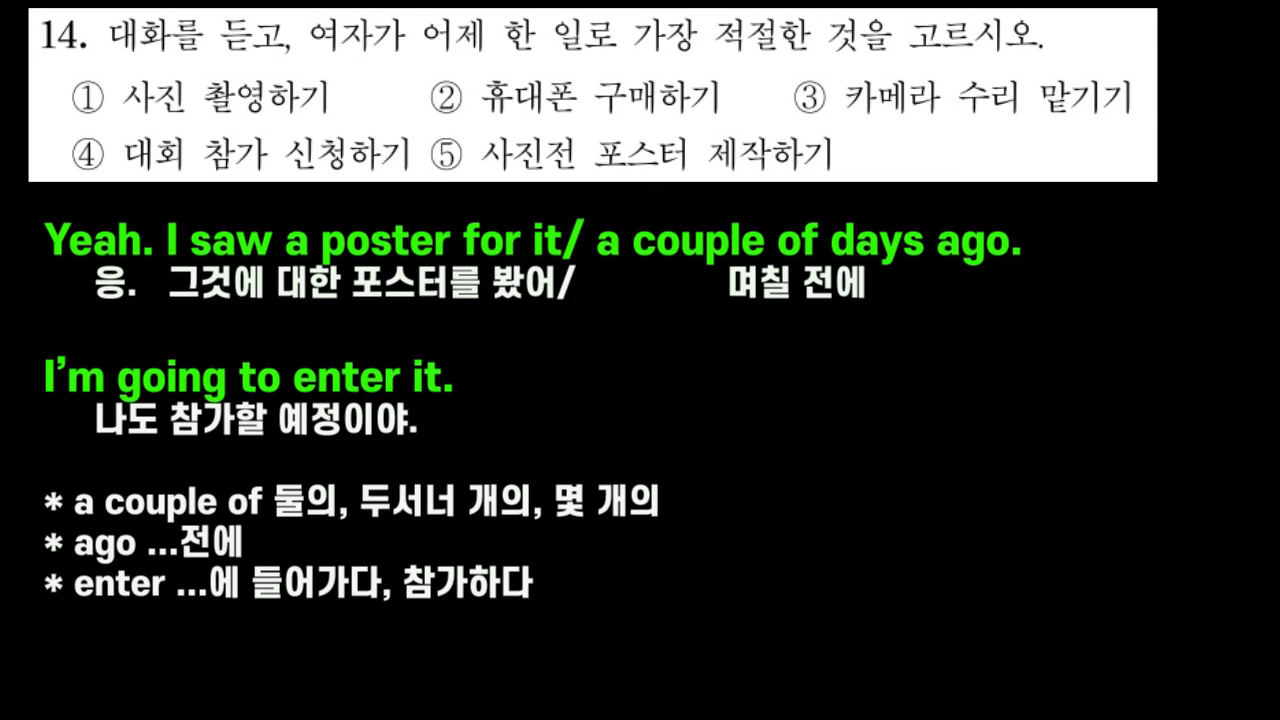 14. 대화를 듣고, 여자가 어제 한 일로 가장 적절한 것을 고르시오.
① 사진 촬영하기 ② 휴대폰 구매하기 ③ 카메라 수리 맡기기
④ 대회 참가 신청하기 ⑤ 사진전 포스터 제작하기
Yeah. I saw a poster for it/ a couple of days ago.
응. 그것에 대한 포스터를 봤어/ 며칠 전에
I'm going to enter it.
나도 참가할 예정이야.
* a couple of 둘의, 두서너 개의, 몇 개의
* ago ...전에
* enter ...에 들어가다, 참가하다